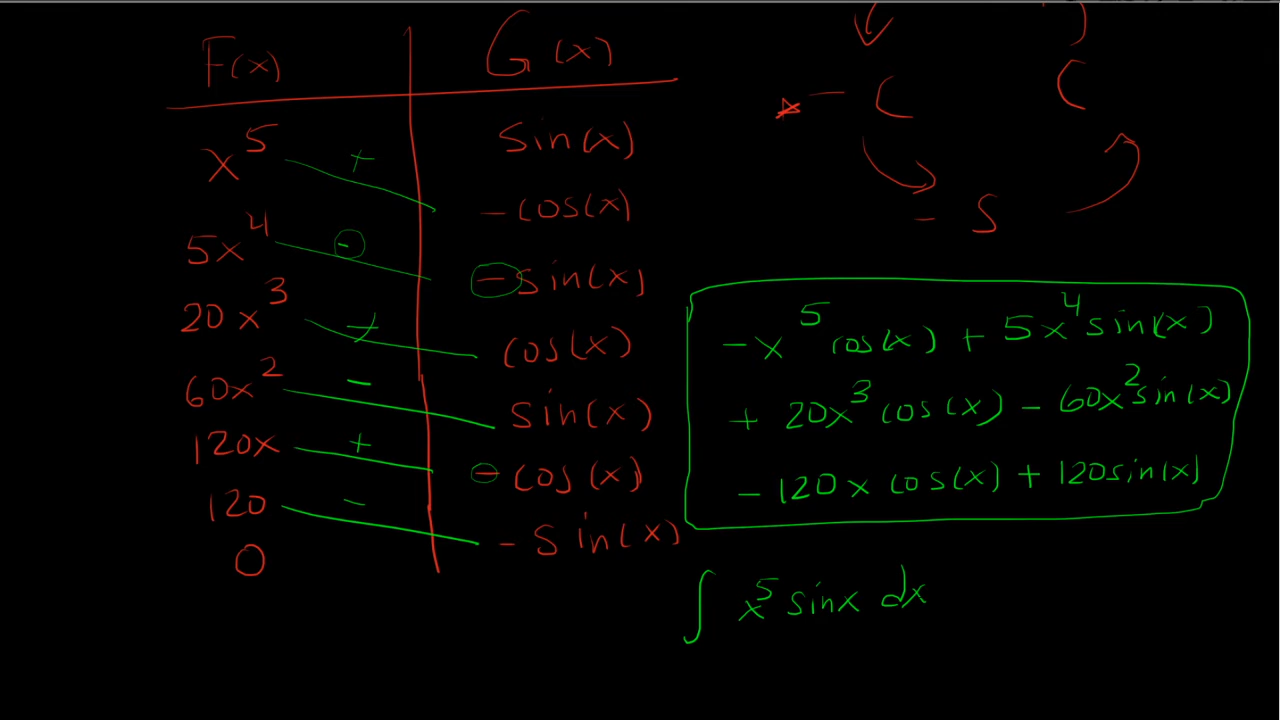 F(x) G(x)
x^5 + sin(x)
- cos(x)
5x^4 - - sin(x)
20x^3 + cos(x)
60x^2 - sin(x)
120x + - cos(x)
120 - - sin(x)
0
- C C
- S
-x^5 cos(x) + 5x^4 sin(x)
+ 20x^3 cos(x) - 60x^2 sin(x)
- 120x cos(x) + 120 sin(x)
∫ x^5 sinx dx